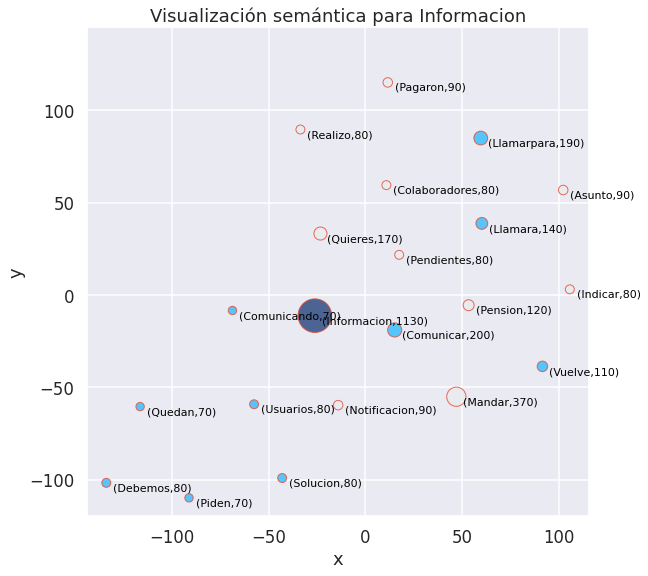 Visualización semántica para Informacion
(Pagaron,90)
(Realizo,80)
(Llamarpara,190)
(Colaboradores,80)
(Asunto,90)
(Llamara,140)
(Quieres,170)
(Pendientes,80)
(Indicar,80)
(Pension,120)
(Comunicando,70)
(Informacion,1130)
(Comunicar,200)
(Vuelve,110)
(Mandar,370)
(Quedan,70)
(Usuarios,80)
(Notificacion,90)
(Solucion,80)
(Debemos,80)
(Piden,70)
100
50
0
−50
−100
y
−100
−50
0
50
100
x